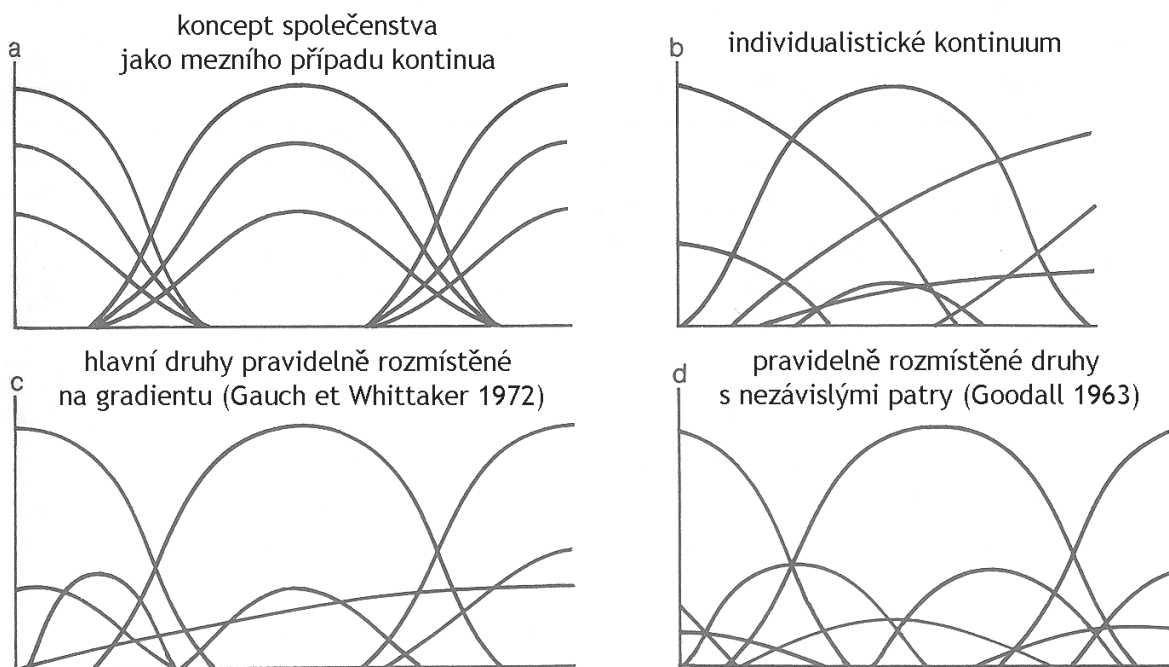 a
koncept společenstva
jako mezního případu kontinua
b
individualistické kontinuum
c
hlavní druhy pravidelně rozmístěné
na gradientu (Gauch et Whittaker 1972)
d
pravidelně rozmístěné druhy
s nezávislými patry (Goodall 1963)